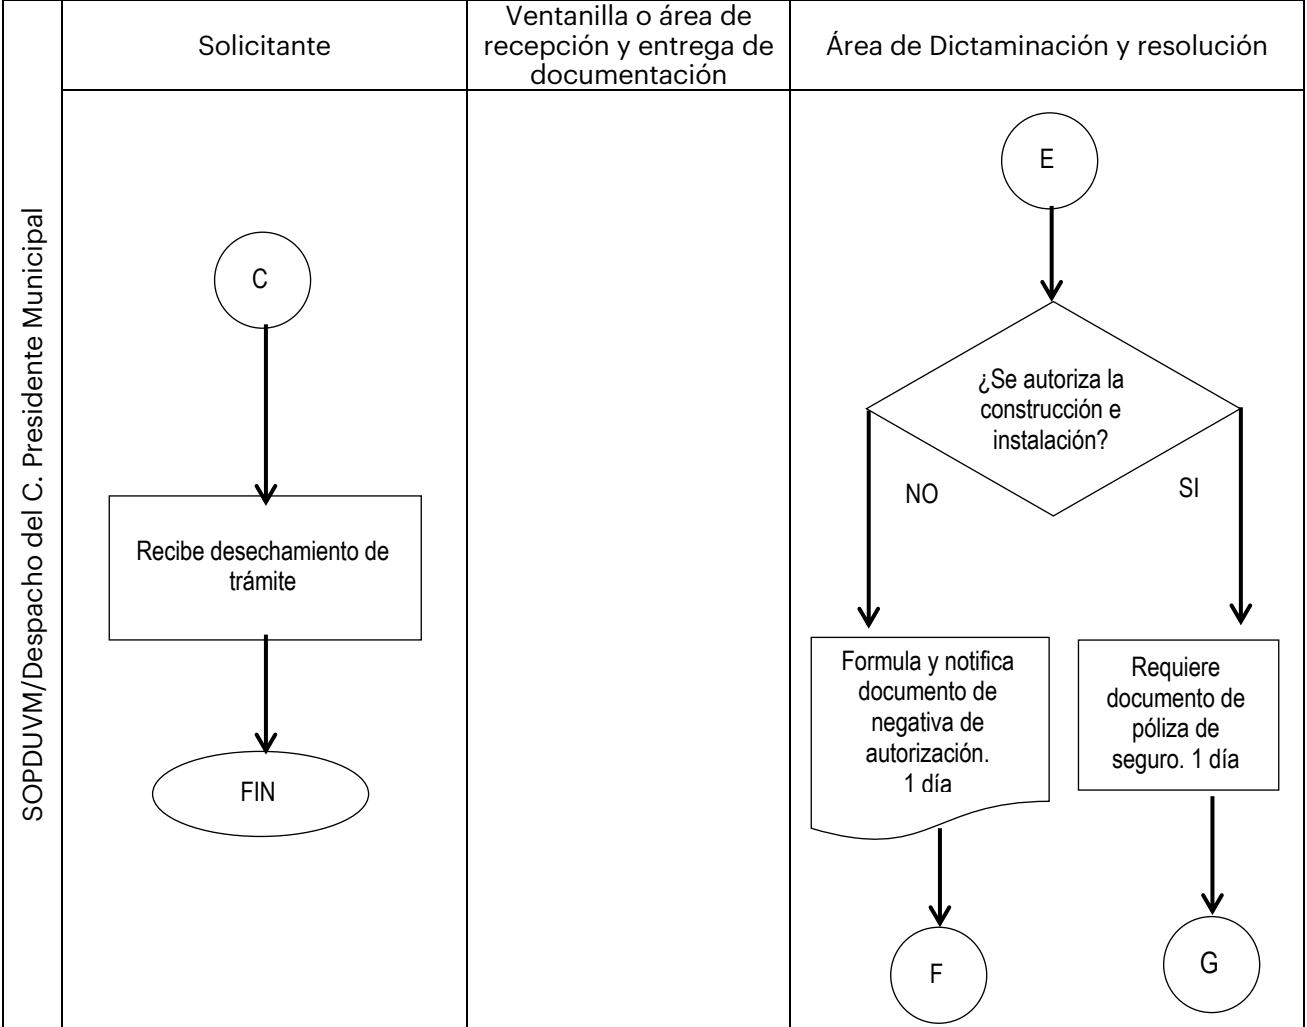 SOPDUVM/Despacho del C. Presidente Municipal
Solicitante
Ventanilla o área de
recepción y entrega de
documentación
Área de Dictaminación y resolución
C
Recibe desechamiento de
trámite
FIN
E
¿Se autoriza la
construcción e
instalación?
NO
SI
Formula y notifica
documento de
negativa de
autorización.
1 día
Requiere
documento de
póliza de
seguro. 1 día
F
G